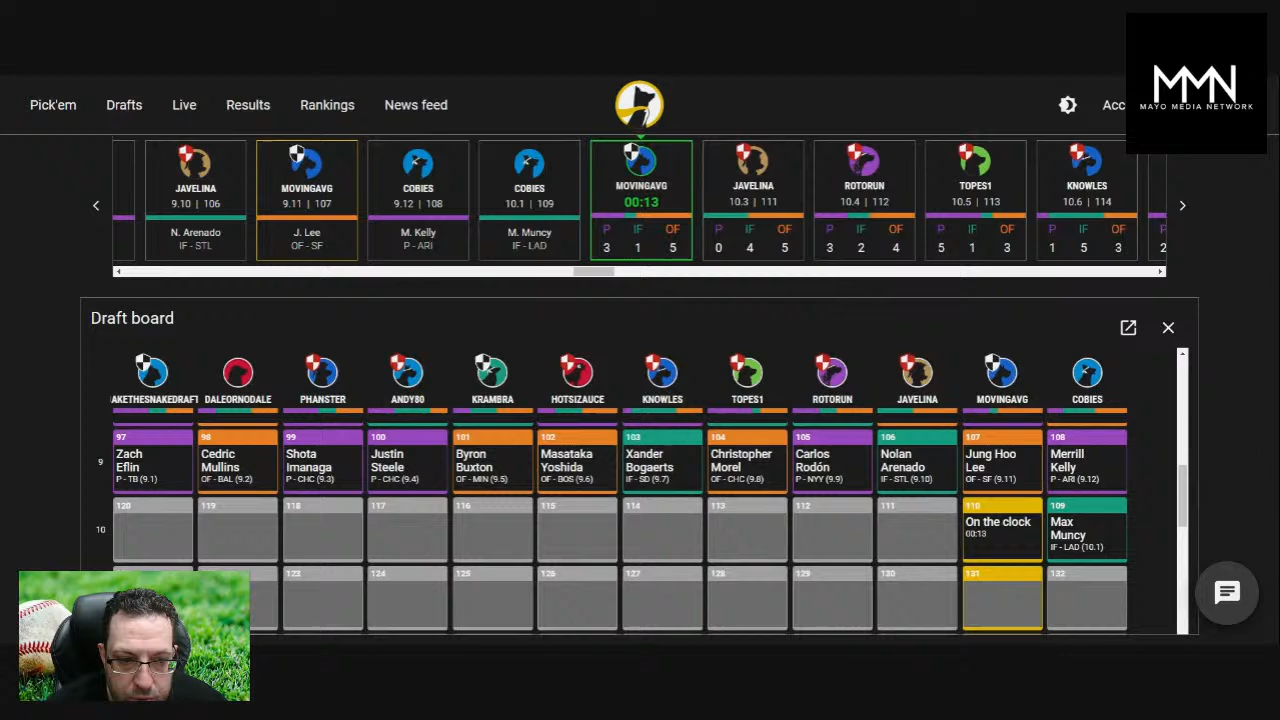 MMN
MAYO MEDIA NETWORK
Pick'em Drafts Live Results Rankings News feed Acc
JAVELINA MOVINGAVG COBIES COBIES MOVINGAVG JAVELINA ROTORUN TOPES1 KNOWLES
9.10 | 106 9.11 | 107 9.12 | 108 10.1 | 109 00:13 10.3 | 111 10.4 | 112 10.5 | 113 10.6 | 114
N. Arenado J. Lee M. Kelly M. Muncy P IF OF P IF OF P IF OF P IF OF P IF OF
IF - STL OF - SF P - ARI IF - LAD 3 1 5 0 4 5 3 2 4 5 1 3 1 5 3 2
Draft board
AKETHESNAKEDRAFT DALEORNODALE PHANSTER ANDY80 KRAMBRA HOTSIZAUCE KNOWLES TOPES1 ROTORUN JAVELINA MOVINGAVG COBIES
97 98 99 100 101 102 103 104 105 106 107 108
Zach Cedric Shota Justin Byron Masataka Xander Christopher Carlos Nolan Jung Hoo Merrill
9 Eflin Mullins Imanaga Steele Buxton Yoshida Bogaerts Morel Rodón Arenado Lee Kelly
P - TB (9.1) OF - BAL (9.2) P - CHC (9.3) P - CHC (9.4) OF - MIN (9.5) OF - BOS (9.6) IF - SD (9.7) OF - CHC (9.8) P - NYY (9.9) IF - STL (9.10) OF - SF (9.11) P - ARI (9.12)
120 119 118 117 116 115 114 113 112 111 110 109
On the clock Max
10 00:13 Muncy
IF - LAD (10.1)
123 124 125 126 127 128 129 130 131 132